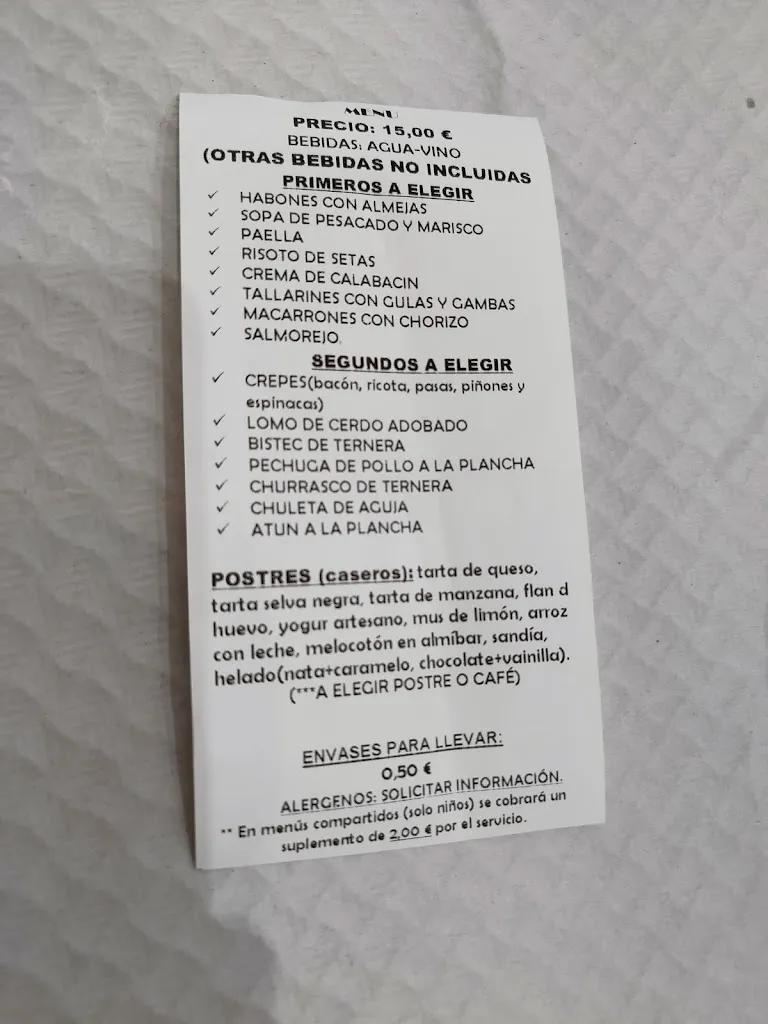 MENU
PRECIO: 15,00 €
BEBIDAS: AGUA-VINO
(OTRAS BEBIDAS NO INCLUIDAS
PRIMEROS A ELEGIR
✓ HABONES CON ALMEJAS
✓ SOPA DE PESACADO Y MARISCO
✓ PAELLA
✓ RISOTO DE SETAS
✓ CREMA DE CALABACIN
✓ TALLARINES CON GULAS Y GAMBAS
✓ MACARRONES CON CHORIZO
✓ SALMOREJO.
SEGUNDOS A ELEGIR
✓ CREPES(bacón, ricota, pasas, piñones y
espinacas)
✓ LOMO DE CERDO ADOBADO
✓ BISTEC DE TERNERA
✓ PECHUGA DE POLLO A LA PLANCHA
✓ CHURRASCO DE TERNERA
✓ CHULETA DE AGUJA
✓ ATUN A LA PLANCHA
POSTRES (caseros): tarta de queso,
tarta selva negra, tarta de manzana, flan d
huevo, yogur artesano, mus de limón, arroz
con leche, melocotón en almíbar, sandía,
helado(nata+caramelo, chocolate+vainilla).
(***A ELEGIR POSTRE O CAFÉ)
ENVASES PARA LLEVAR:
0,50 €
ALERGENOS: SOLICITAR INFORMACIÓN.
** En menús compartidos (solo niños) se cobrará un
suplemento de 2,00 € por el servicio.